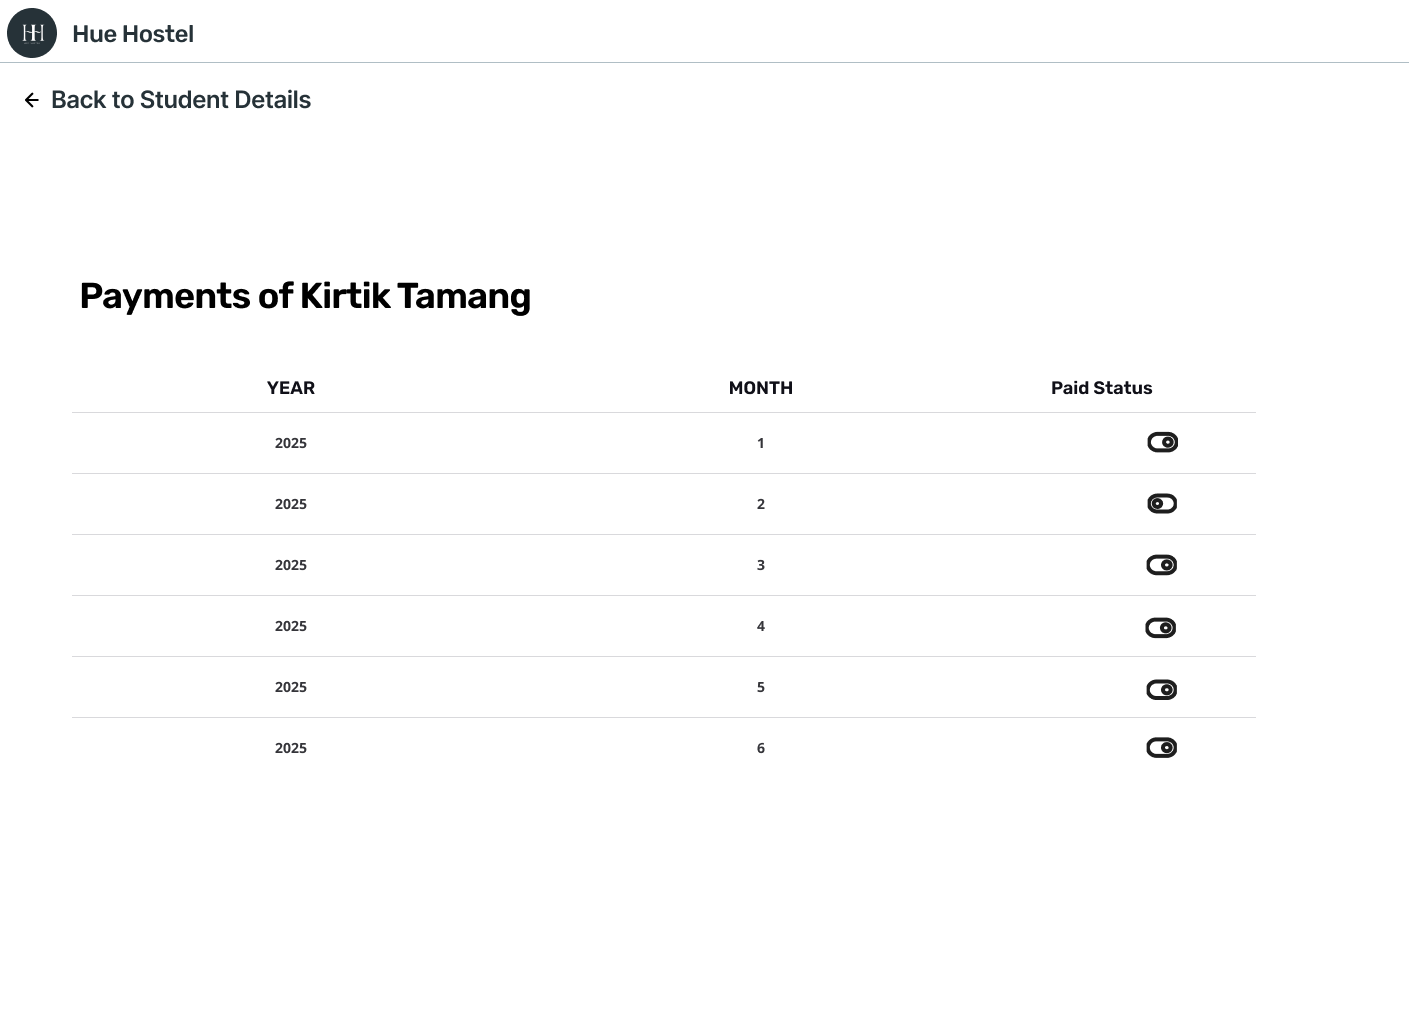 HH
Hue Hostel
Back to Student Details
Payments of Kirtik Tamang
YEAR MONTH Paid Status
2025 1
2025 2
2025 3
2025 4
2025 5
2025 6